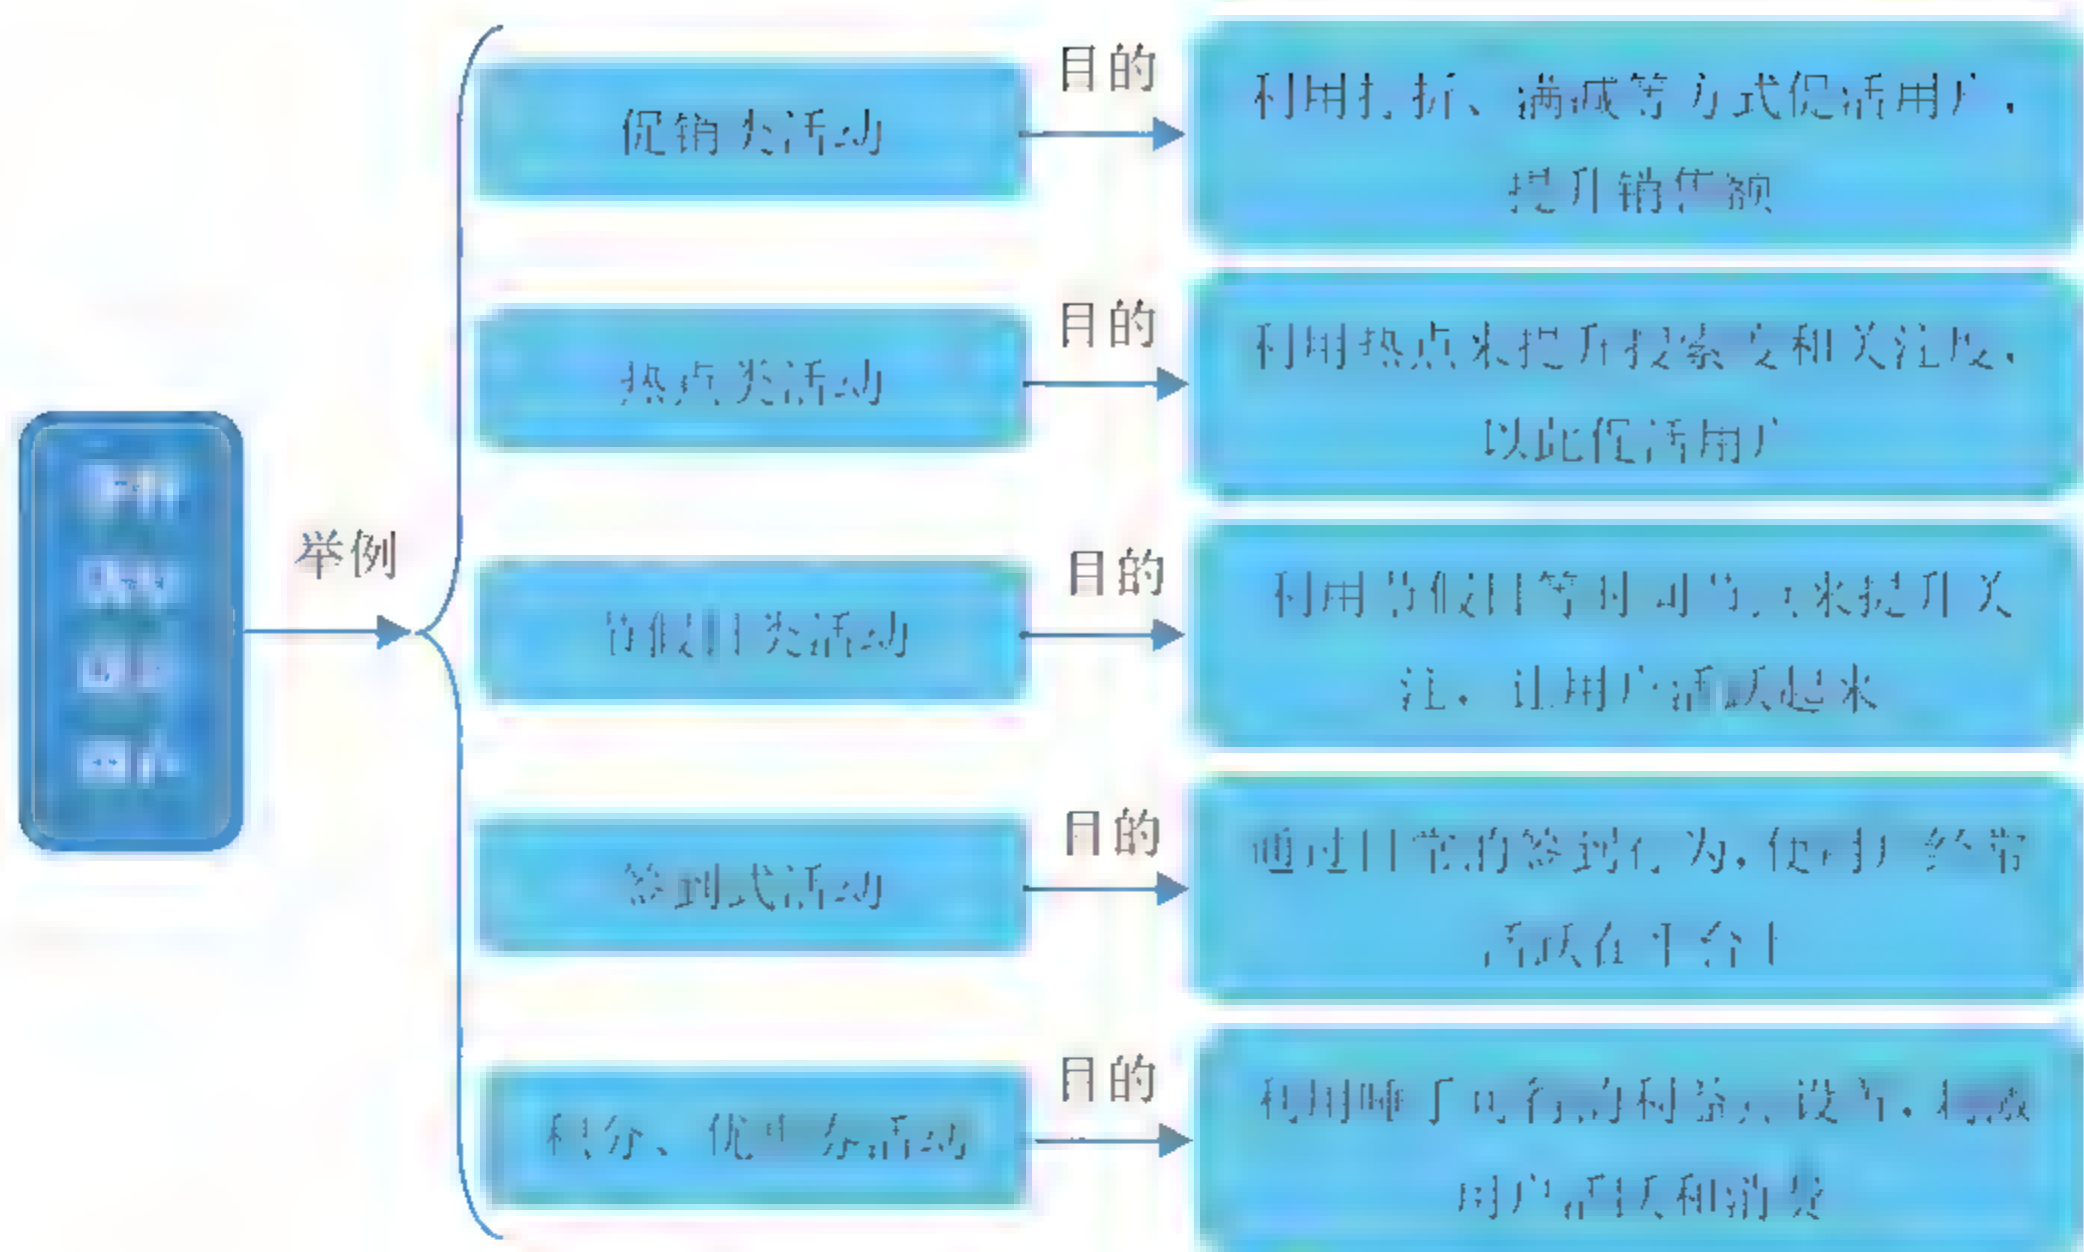 举例
促销类活动
目的
利用打折、满减等方式促活用户，
提升销售额
热点类活动
目的
利用热点来提升搜索度和关注度，
以此促活用户
节假日类活动
目的
利用节假日等时间节点来提升关
注，让用户活跃起来
签到式活动
目的
通过日常的签到行为，使用户经常
活跃在平台上
积分、优惠券活动
目的
用户活跃和消费